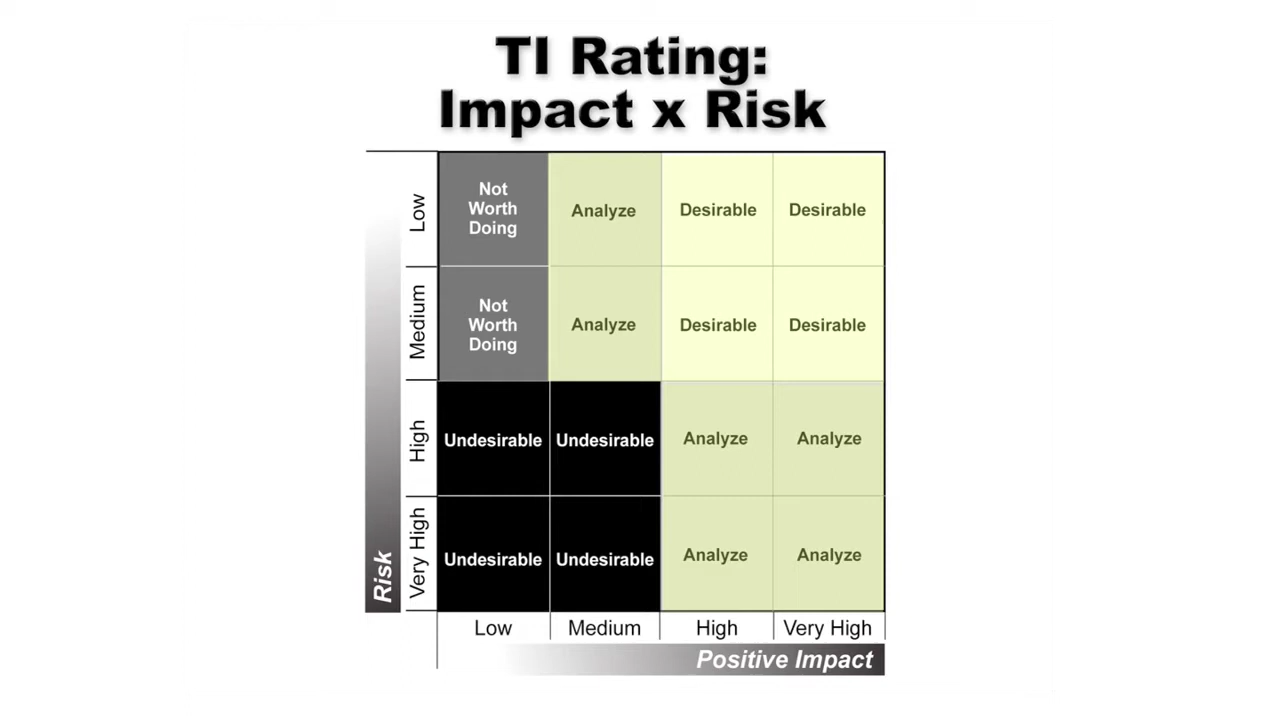 TI Rating:
Impact x Risk
Low
Not
Worth
Doing
Analyze
Desirable
Desirable
Medium
Not
Worth
Doing
Analyze
Desirable
Desirable
High
Undesirable
Undesirable
Analyze
Analyze
Very High
Undesirable
Undesirable
Analyze
Analyze
Risk
Low
Medium
High
Very High
Positive Impact